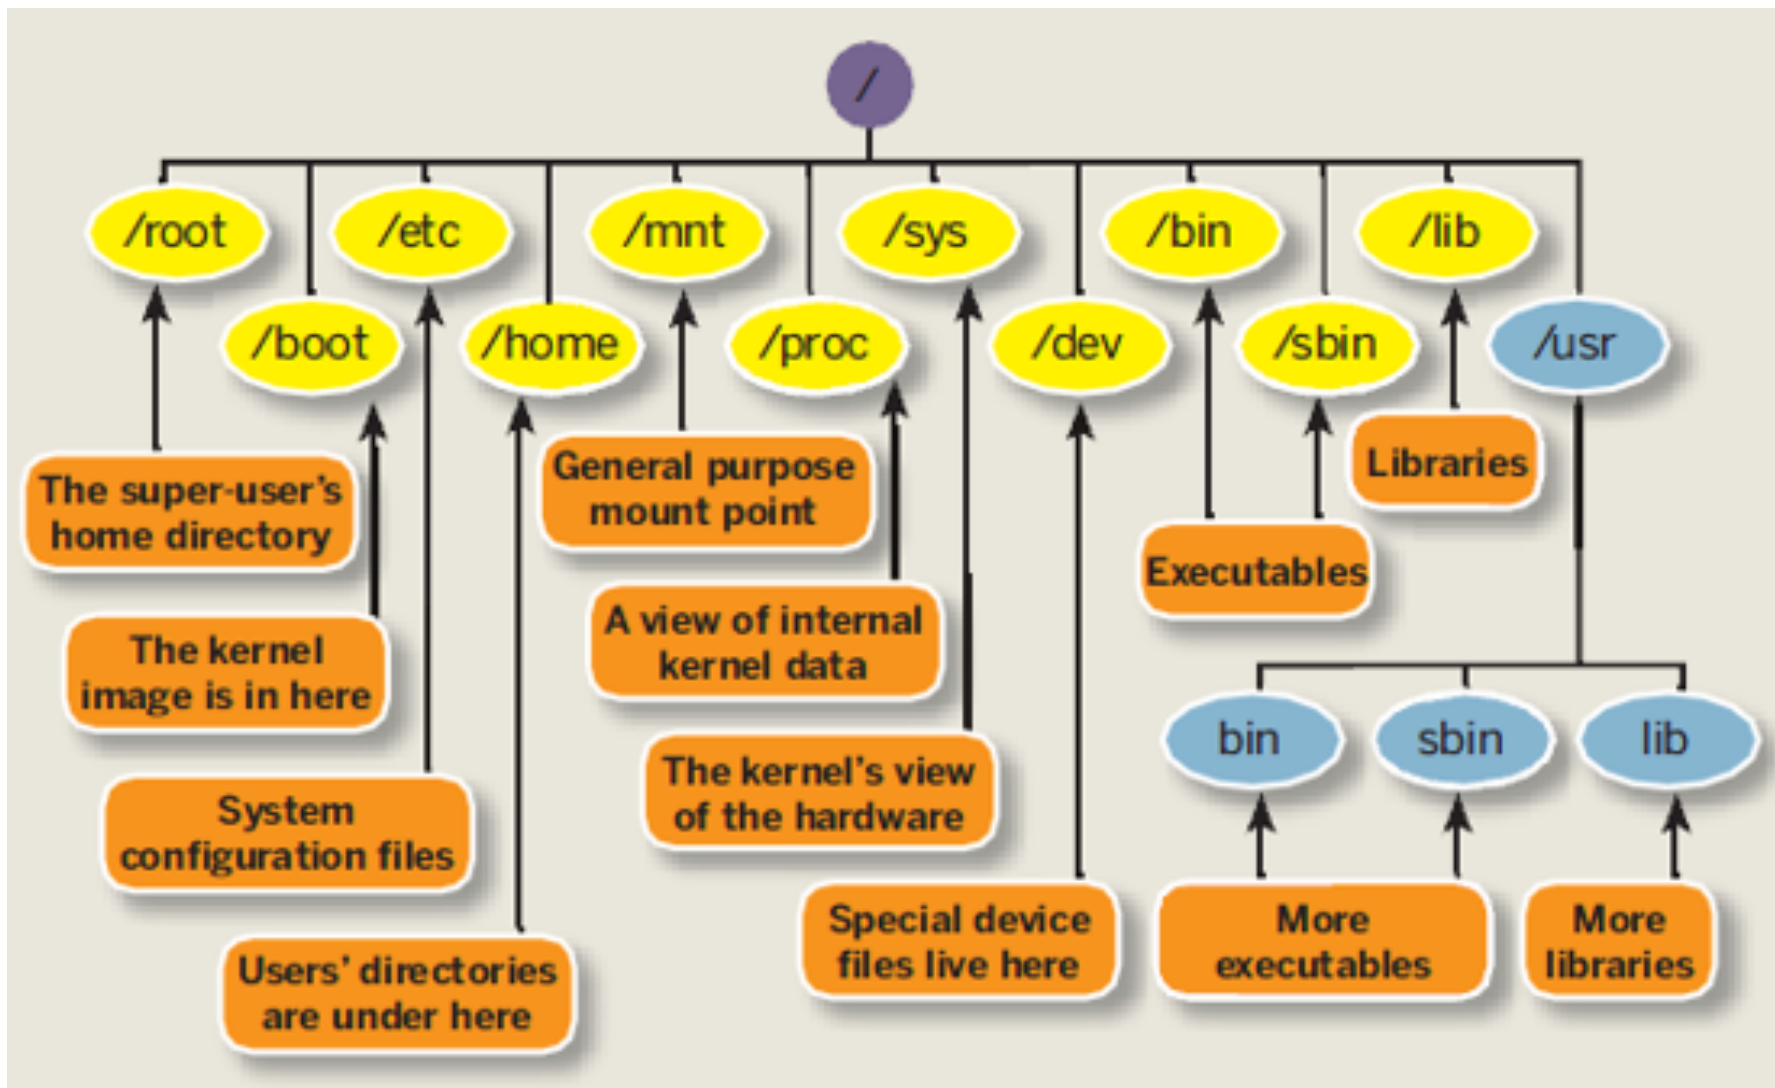 /
/root
/etc
/mnt
/sys
/bin
/lib
/boot
/home
/proc
/dev
/sbin
/usr
The super-user's
home directory
General purpose
mount point
Libraries
Executables
The kernel
image is in here
A view of internal
kernel data
bin
sbin
lib
The kernel's view
of the hardware
System
configuration files
Special device
files live here
More
executables
More
libraries
Users' directories
are under here